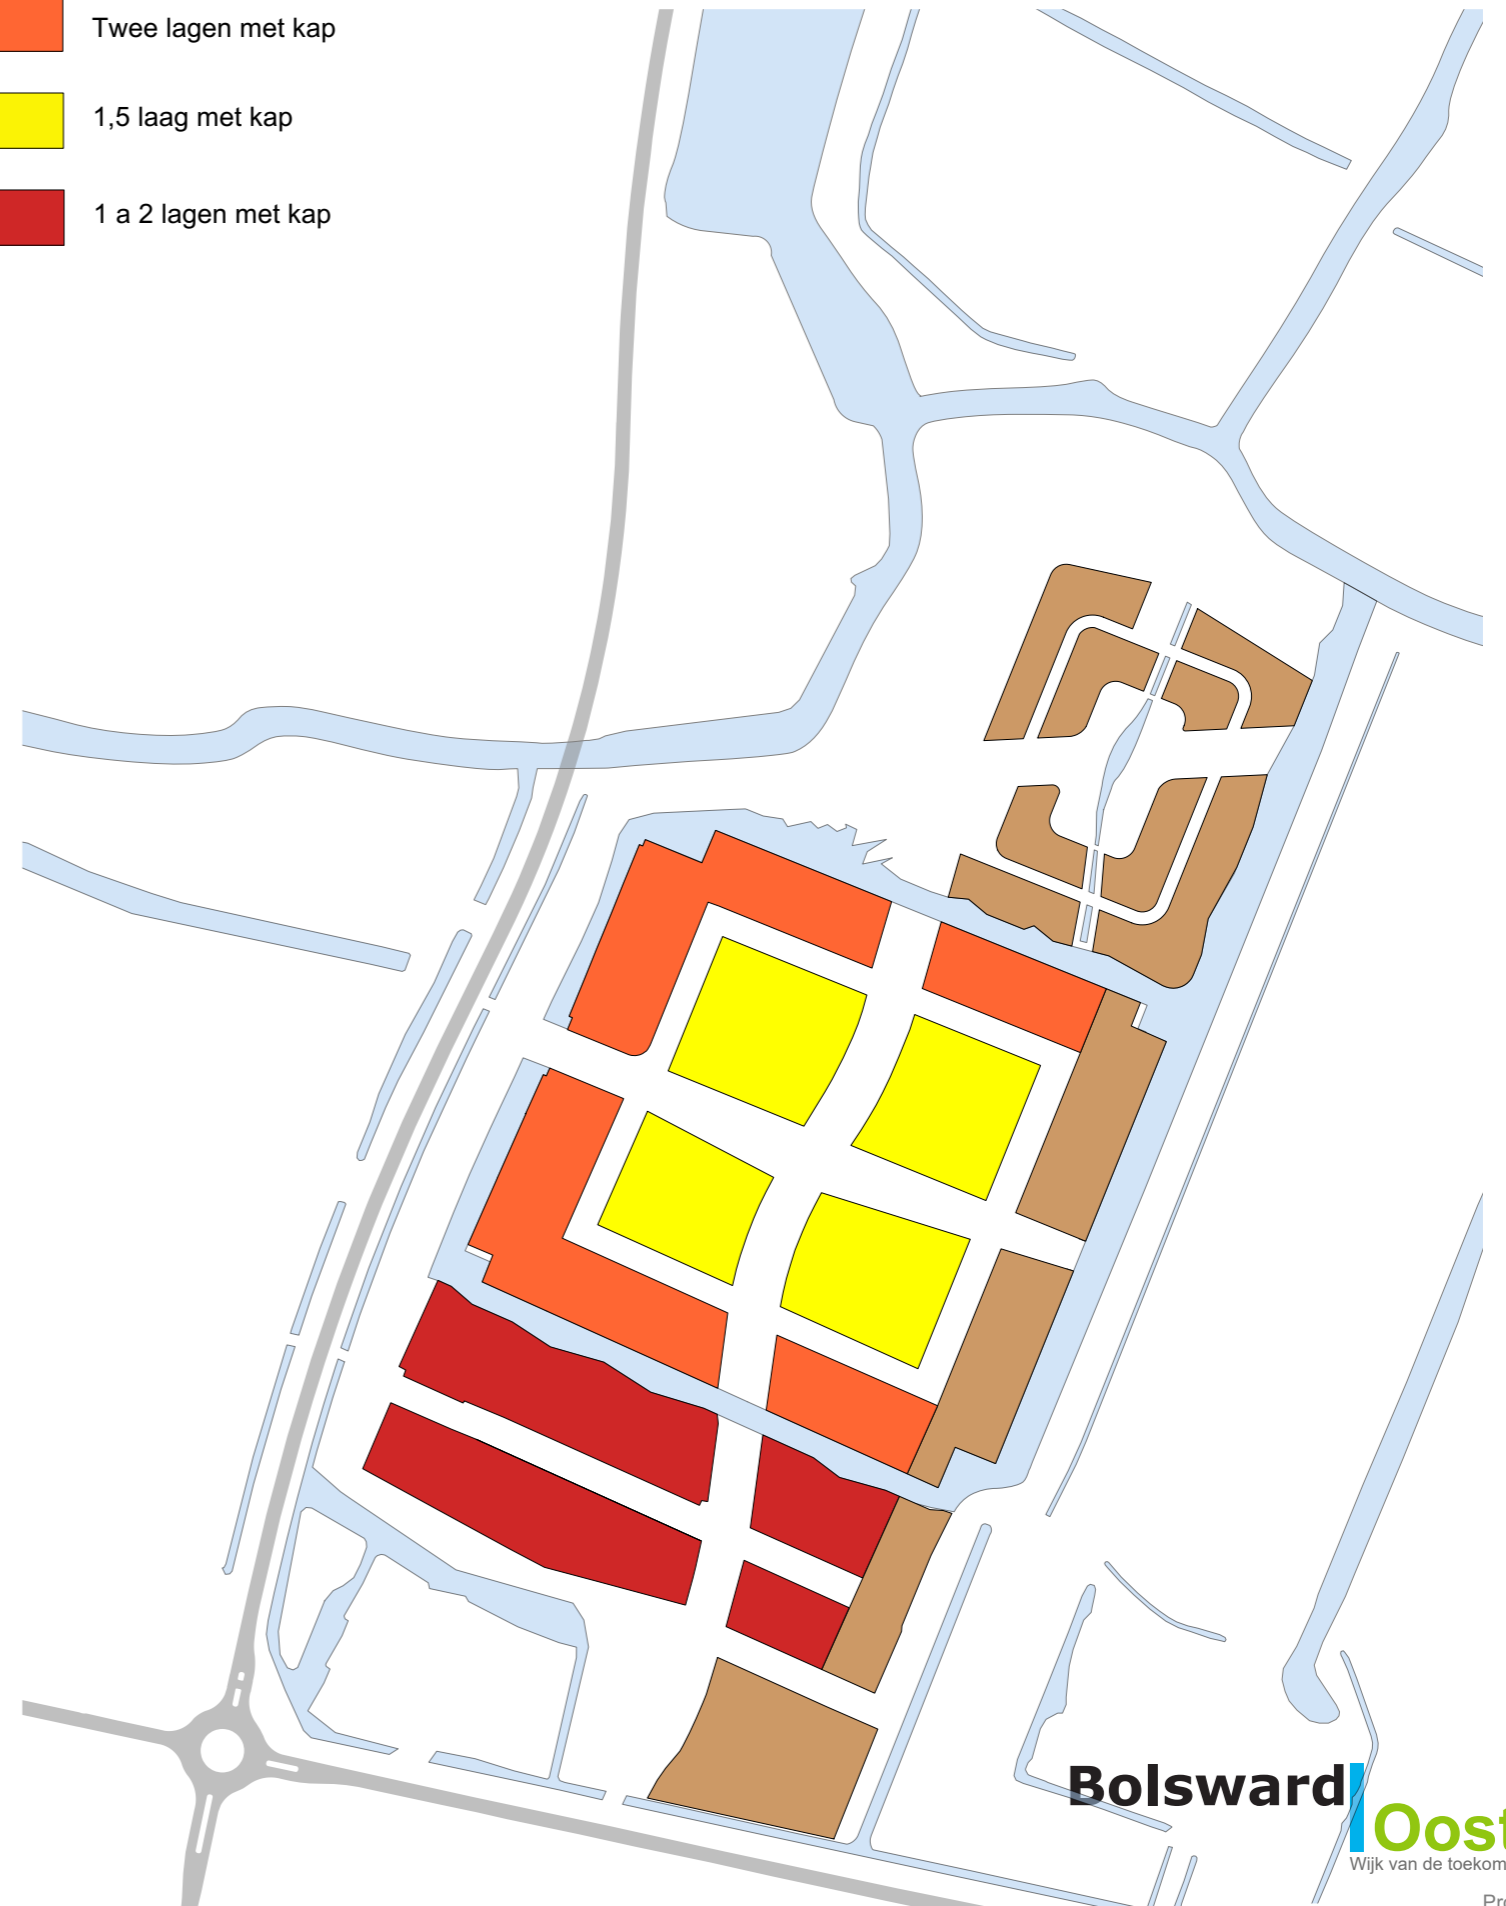 Twee lagen met kap
1,5 laag met kap
1 a 2 lagen met kap
Bolsward
Oost
Wijk van de toekom
Pro